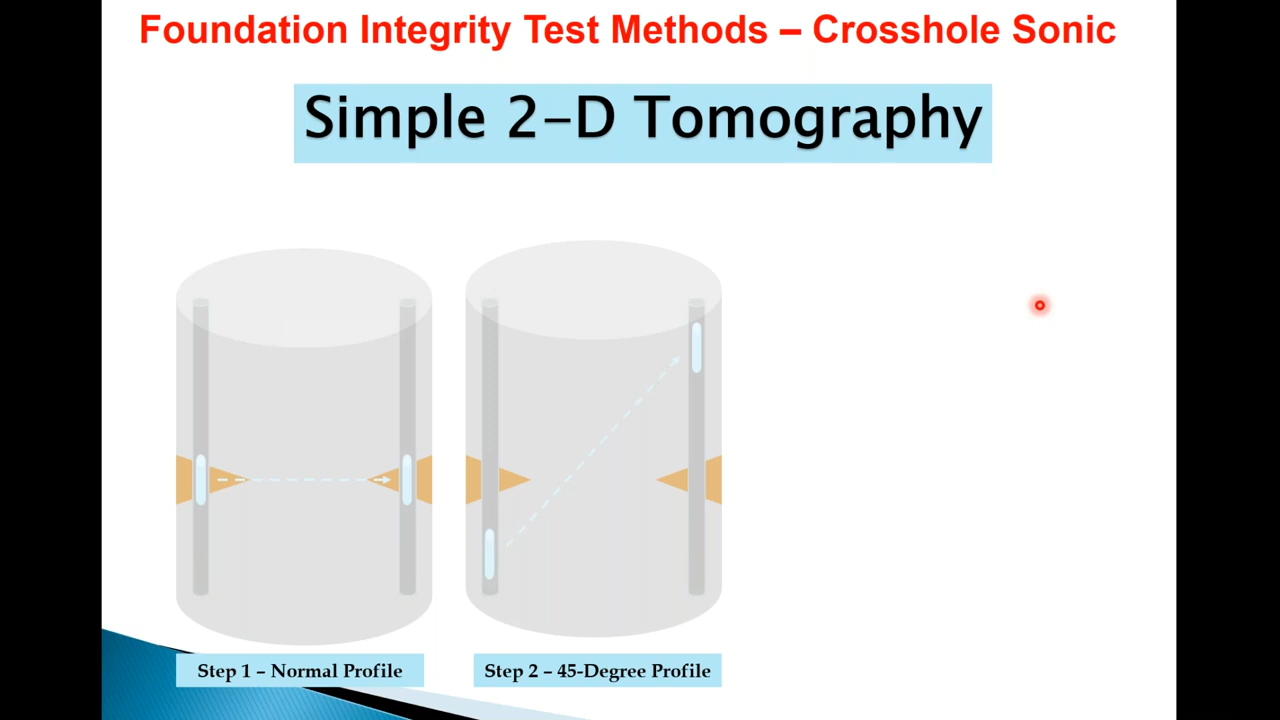 Foundation Integrity Test Methods – Crosshole Sonic
Simple 2–D Tomography
Step 1 – Normal Profile
Step 2 – 45-Degree Profile